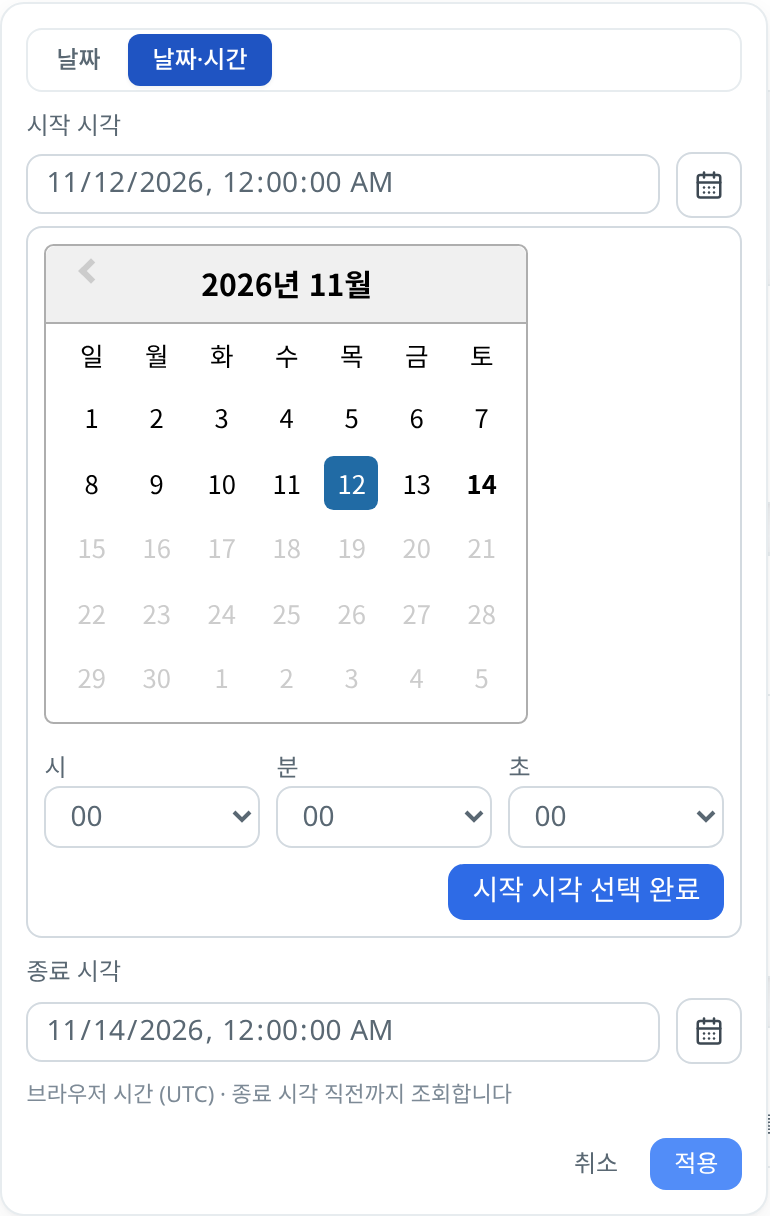 날짜 날짜·시간
시작 시각
11/12/2026, 12:00:00 AM
2026년 11월
일 월 화 수 목 금 토
1 2 3 4 5 6 7
8 9 10 11 12 13 14
15 16 17 18 19 20 21
22 23 24 25 26 27 28
29 30 1 2 3 4 5
시 분 초
00 00 00
시작 시각 선택 완료
종료 시각
11/14/2026, 12:00:00 AM
브라우저 시간 (UTC) · 종료 시각 직전까지 조회합니다
취소 적용